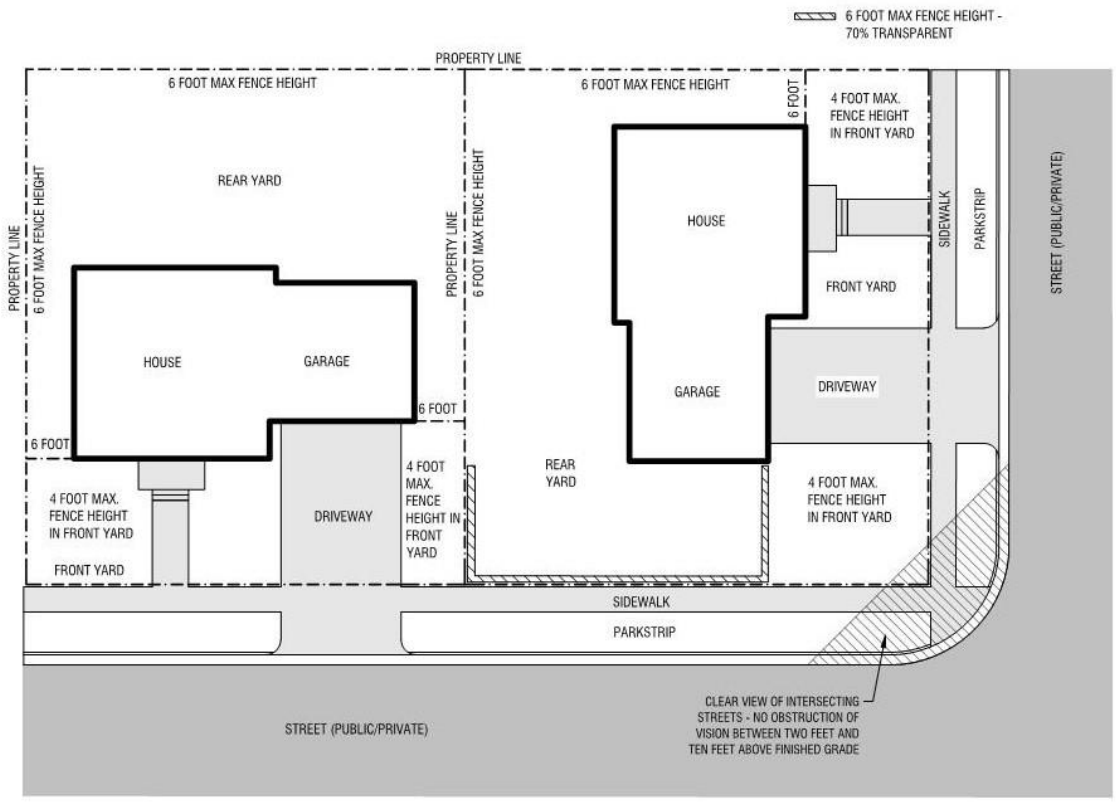 6 FOOT MAX FENCE HEIGHT -
70% TRANSPARENT
PROPERTY LINE
6 FOOT MAX FENCE HEIGHT
6 FOOT MAX FENCE HEIGHT
6 FOOT
4 FOOT MAX.
FENCE HEIGHT
IN FRONT YARD
PROPERTY LINE
6 FOOT MAX FENCE HEIGHT
REAR YARD
PROPERTY LINE
6 FOOT MAX FENCE HEIGHT
HOUSE
SIDEWALK
PARKSTRIP
STREET (PUBLIC/PRIVATE)
FRONT YARD
HOUSE
GARAGE
GARAGE
DRIVEWAY
6 FOOT
6 FOOT
4 FOOT MAX.
FENCE HEIGHT
IN FRONT YARD
FRONT YARD
DRIVEWAY
4 FOOT
MAX.
FENCE
HEIGHT IN
FRONT
YARD
REAR
YARD
4 FOOT MAX.
FENCE HEIGHT
IN FRONT YARD
SIDEWALK
PARKSTRIP
CLEAR VIEW OF INTERSECTING
STREETS - NO OBSTRUCTION OF
VISION BETWEEN TWO FEET AND
TEN FEET ABOVE FINISHED GRADE
STREET (PUBLIC/PRIVATE)